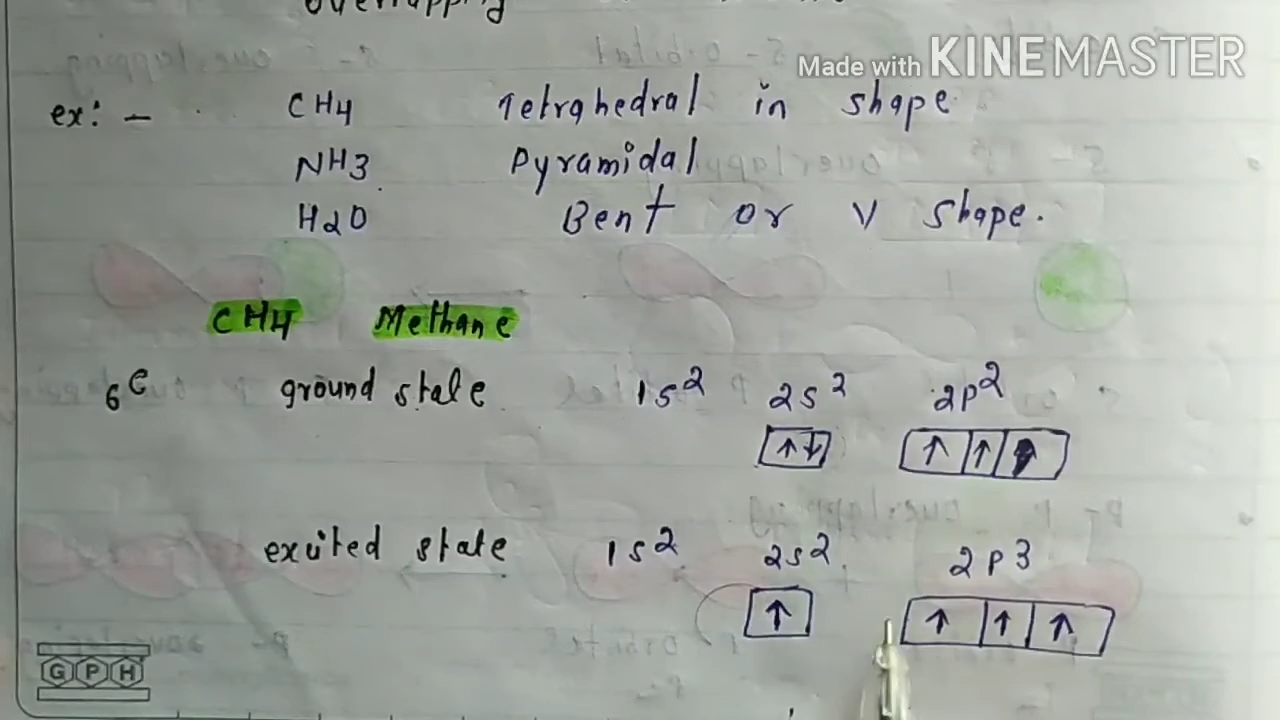 overlapping
Made with KINEMASTER
ex:- CH4 Tetrahedral in shape.
NH3 Pyramidal
H2O Bent or V shape.
CH4 Methane
6C ground state 1s2 2s2 2p2
↑↓ ↑ ↑
exited state 1s2 2s2 2p3
↑ ↑ ↑ ↑
GPH